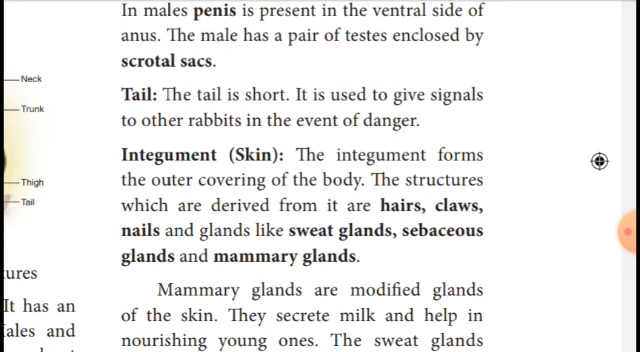 In males penis is present in the ventral side of
anus. The male has a pair of testes enclosed by
scrotal sacs.
Neck
Trunk
Thigh
Tail
Tail: The tail is short. It is used to give signals
to other rabbits in the event of danger.
Integument (Skin): The integument forms
the outer covering of the body. The structures
which are derived from it are hairs, claws,
nails and glands like sweat glands, sebaceous
glands and mammary glands.
Mammary glands are modified glands
of the skin. They secrete milk and help in
nourishing young ones. The sweat glands
It has an
and